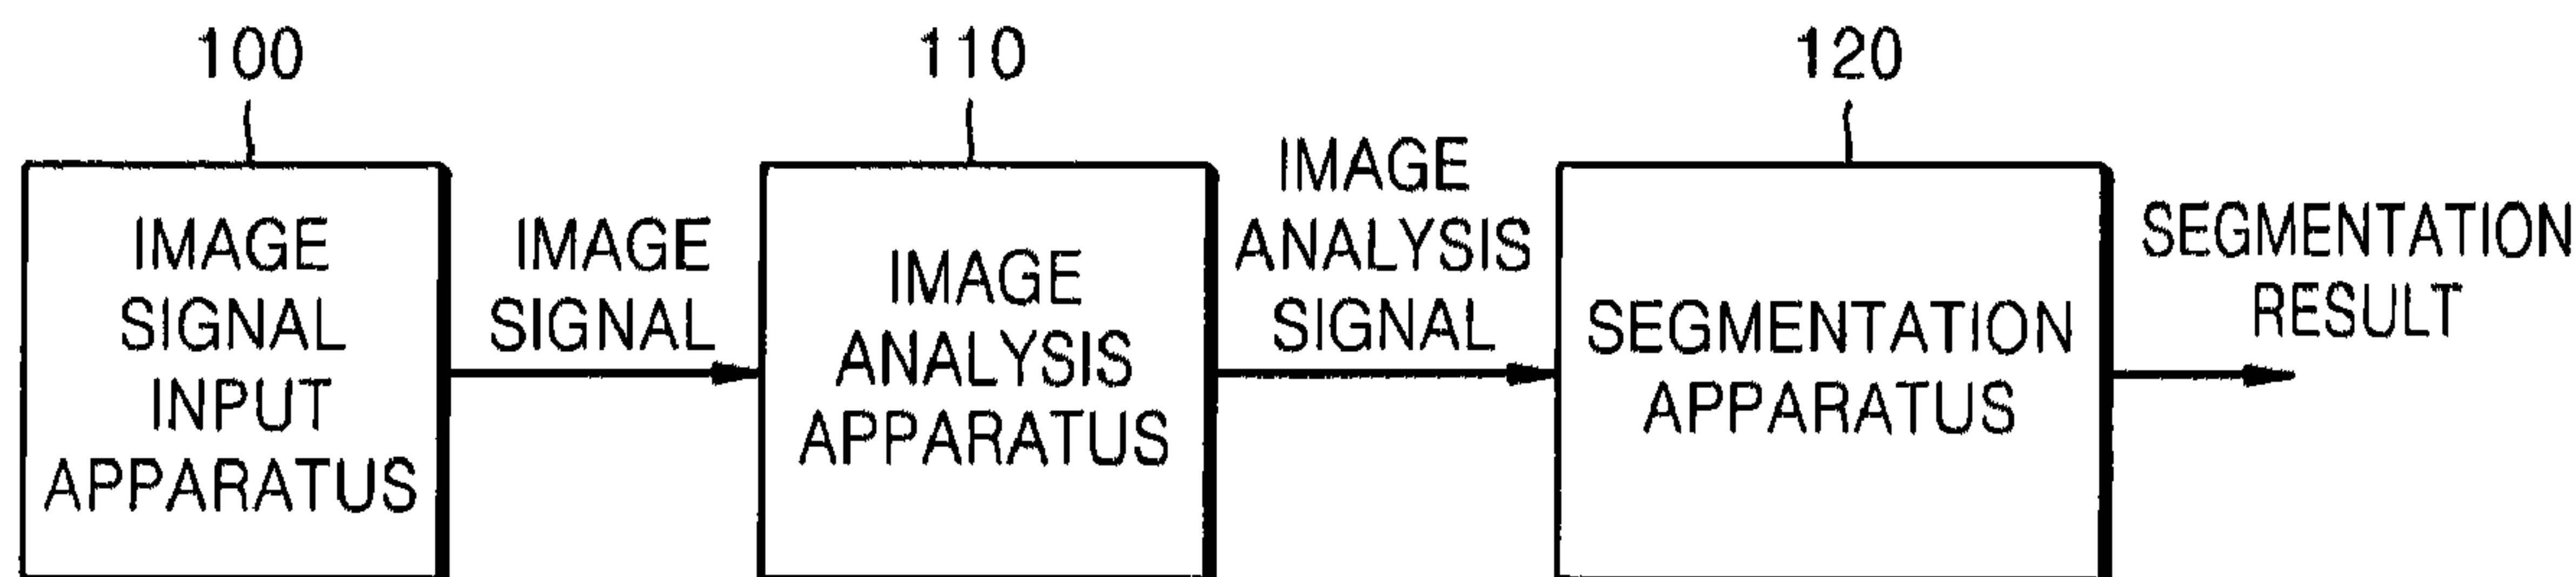 100
110
120
IMAGE
SIGNAL
INPUT
APPARATUS
IMAGE
SIGNAL
IMAGE
ANALYSIS
APPARATUS
IMAGE
ANALYSIS
SIGNAL
SEGMENTATION
APPARATUS
SEGMENTATION
RESULT